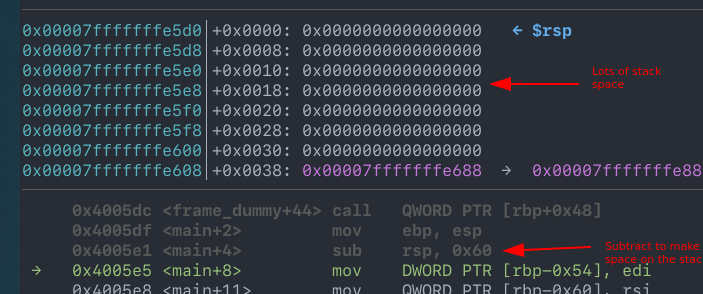 0x00007fffffffe5d0 +0x0000: 0x0000000000000000 ← $rsp
0x00007fffffffe5d8 +0x0008: 0x0000000000000000
0x00007fffffffe5e0 +0x0010: 0x0000000000000000
0x00007fffffffe5e8 +0x0018: 0x0000000000000000
Lots of stack
space
0x00007fffffffe5f0 +0x0020: 0x0000000000000000
0x00007fffffffe5f8 +0x0028: 0x0000000000000000
0x00007fffffffe600 +0x0030: 0x0000000000000000
0x00007fffffffe608 +0x0038: 0x00007fffffffe688 → 0x00007fffffffe88
0x4005dc <frame_dummy+44> call QWORD PTR [rbp+0x48]
0x4005df <main+2> mov ebp, esp
0x4005e1 <main+4> sub rsp, 0x60
Subtract to make
space on the stac
→ 0x4005e5 <main+8> mov DWORD PTR [rbp-0x54], edi
0x4005e8 <main+11> mov QWORD PTR [rbp-0x60], rsi